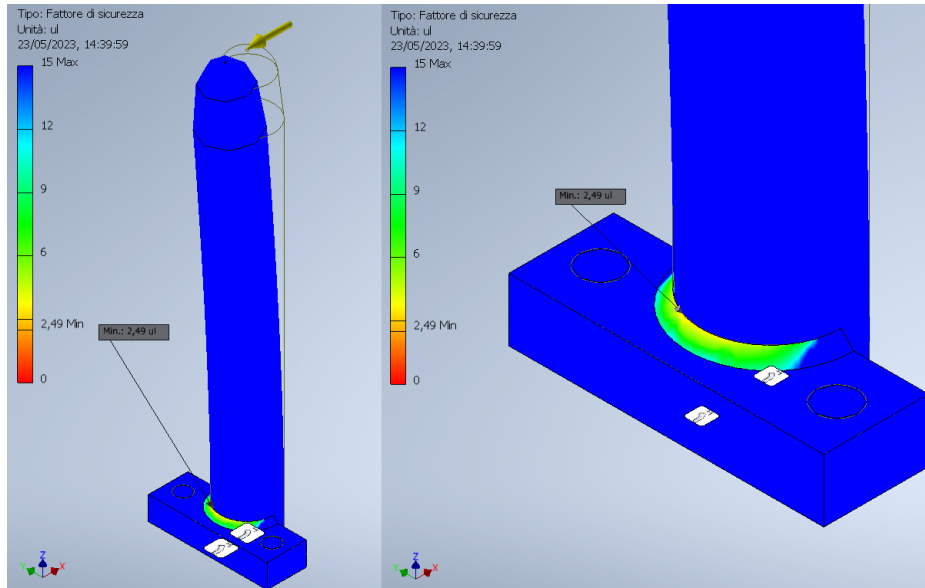 Tipo: Fattore di sicurezza
Unità: ul
23/05/2023, 14:39:59
15 Max
12
9
6
2,49 Min
0
Min.: 2,49 ul
Z
Y
X
Tipo: Fattore di sicurezza
Unità: ul
23/05/2023, 14:39:59
15 Max
12
9
6
2,49 Min
0
Min.: 2,49 ul
Z
Y
X